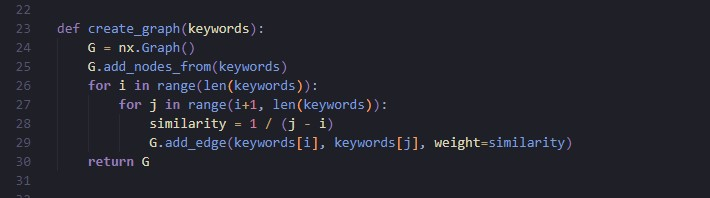 22
23 def create_graph(keywords):
24     G = nx.Graph()
25     G.add_nodes_from(keywords)
26     for i in range(len(keywords)):
27         for j in range(i+1, len(keywords)):
28             similarity = 1 / (j - i)
29             G.add_edge(keywords[i], keywords[j], weight=similarity)
30     return G
31